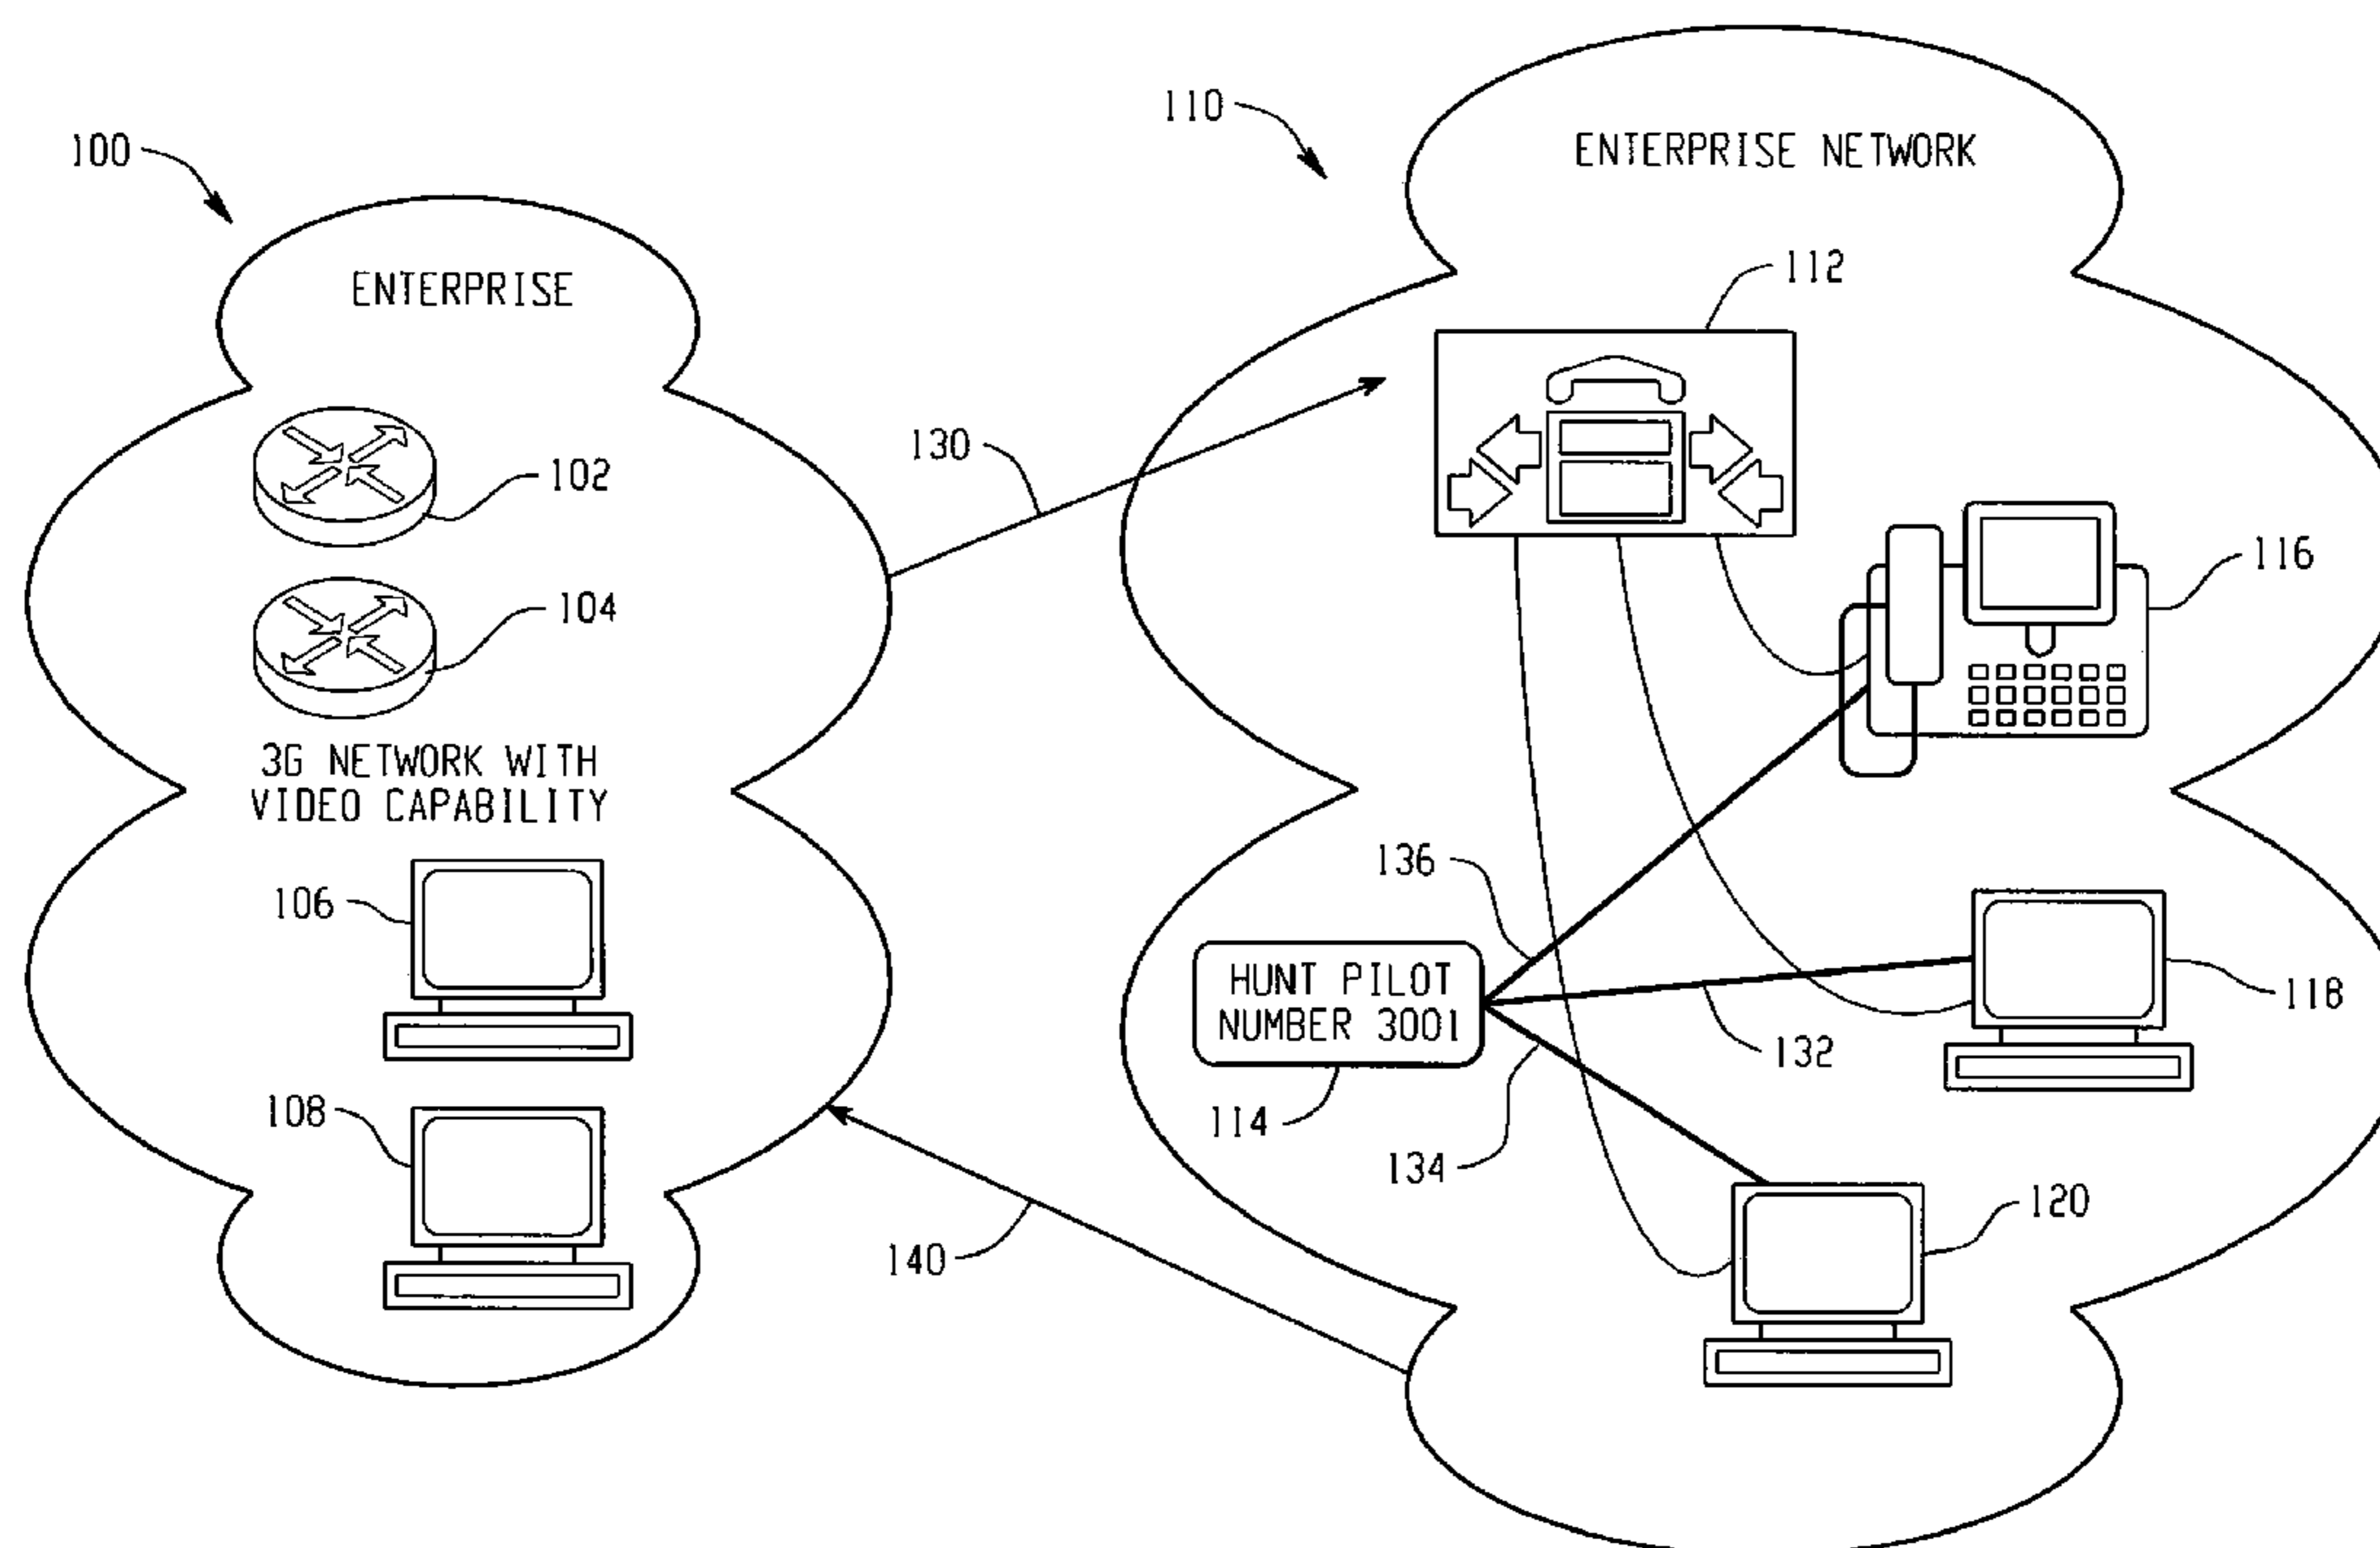 100
ENTERPRISE
102
104
3G NETWORK WITH
VIDEO CAPABILITY
106
108
130
140
110
ENTERPRISE NETWORK
112
116
136
HUNT PILOT
NUMBER 3001
114
132
134
118
120